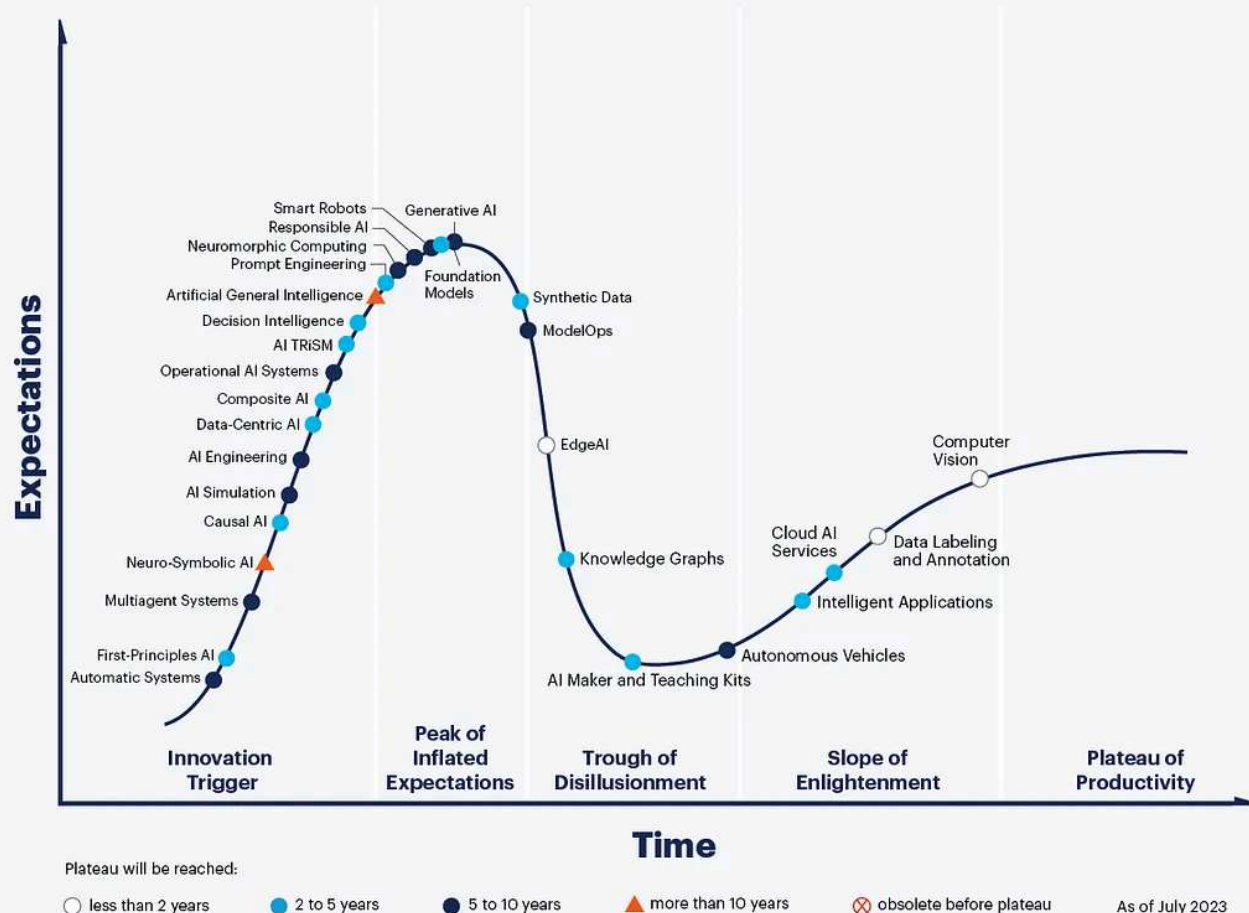 Expectations
Smart Robots
Generative AI
Responsible AI
Neuromorphic Computing
Prompt Engineering
Foundation
Models
Artificial General Intelligence
Synthetic Data
Decision Intelligence
ModelOps
AI TRiSM
Operational AI Systems
Composite AI
Data-Centric AI
EdgeAI
Computer
Vision
AI Engineering
AI Simulation
Causal AI
Cloud AI
Services
Data Labeling
and Annotation
Neuro-Symbolic AI
Knowledge Graphs
Multiagent Systems
Intelligent Applications
First-Principles AI
Autonomous Vehicles
Automatic Systems
AI Maker and Teaching Kits
Innovation
Trigger
Peak of
Inflated
Expectations
Trough of
Disillusionment
Slope of
Enlightenment
Plateau of
Productivity
Time
Plateau will be reached:
less than 2 years
2 to 5 years
5 to 10 years
more than 10 years
obsolete before plateau
As of July 2023